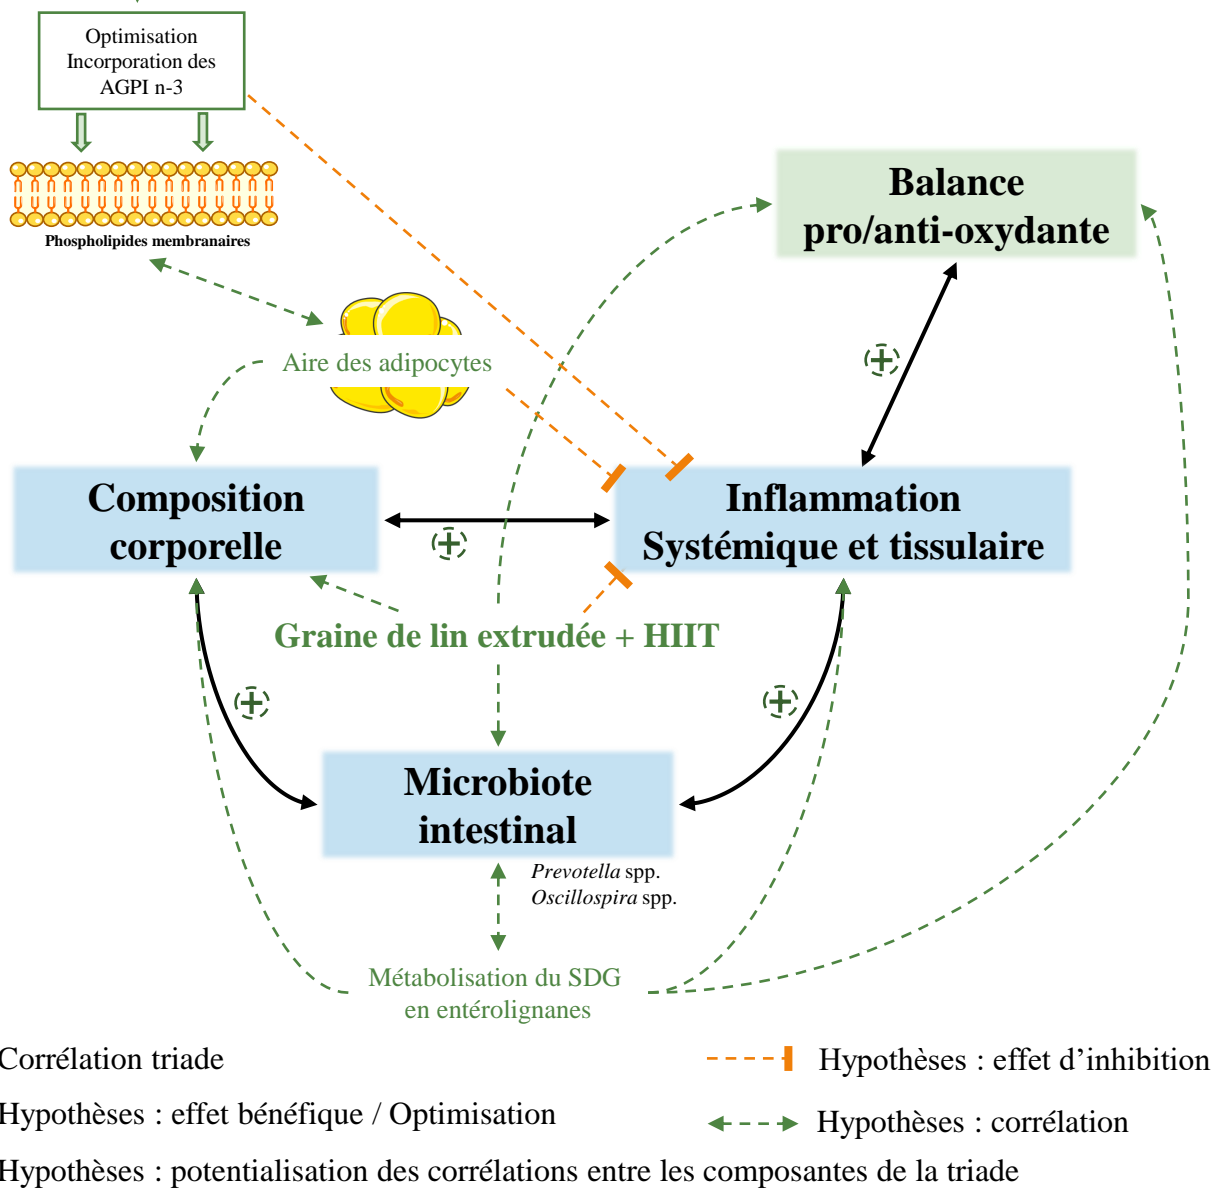 Optimisation
Incorporation des
AGPI n-3
Phospholipides membranaires
Balance
pro/anti-oxydante
Aire des adipocytes
Composition
corporelle
Inflammation
Systémique et tissulaire
Graine de lin extrudée + HIIT
Microbiote
intestinal
Prevotella spp.
Oscillospira spp.
Métabolisation du SDG
en entérolignanes
Corrélation triade
Hypothèses : effet d’inhibition
Hypothèses : effet bénéfique / Optimisation
Hypothèses : corrélation
Hypothèses : potentialisation des corrélations entre les composantes de la triade